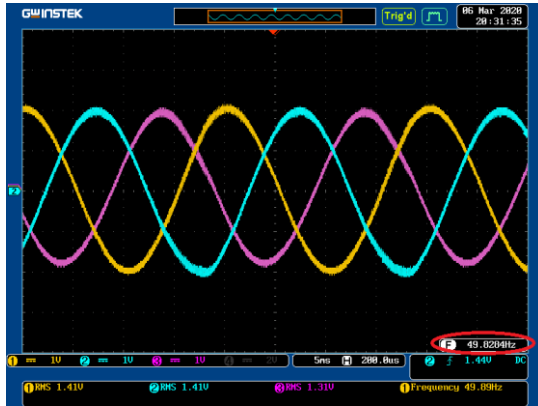 GWINSTEK Trig'd 06 Mar 2020
20:31:35
2
F 49.8284Hz
1 1V 2 1V 3 1V 4 2V 5ms H 200.0us 2 1.44V DC
1 RMS 1.41V 2 RMS 1.41V 3 RMS 1.31V 1 Frequency 49.89Hz